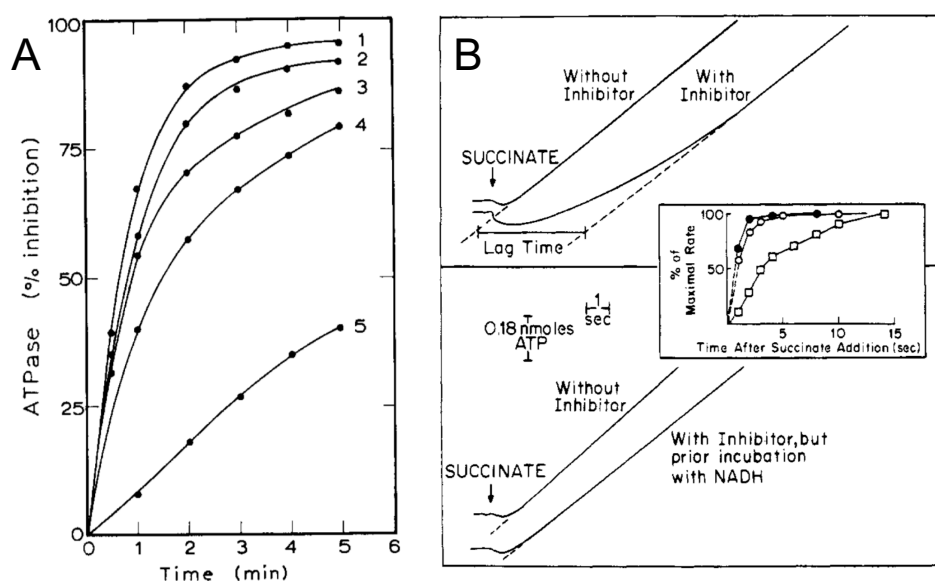 A
100
75
50
25
0
ATPase (% inhibition)
1
2
3
4
5
0 1 2 3 4 5 6
Time (min)
B
Without
Inhibitor
With
Inhibitor
SUCCINATE
Lag Time
% of
Maximal Rate
100
50
5 10 15
Time After Succinate Addition (sec)
1
sec
0.18 nmoles
ATP
Without
Inhibitor
SUCCINATE
With Inhibitor, but
prior incubation
with NADH